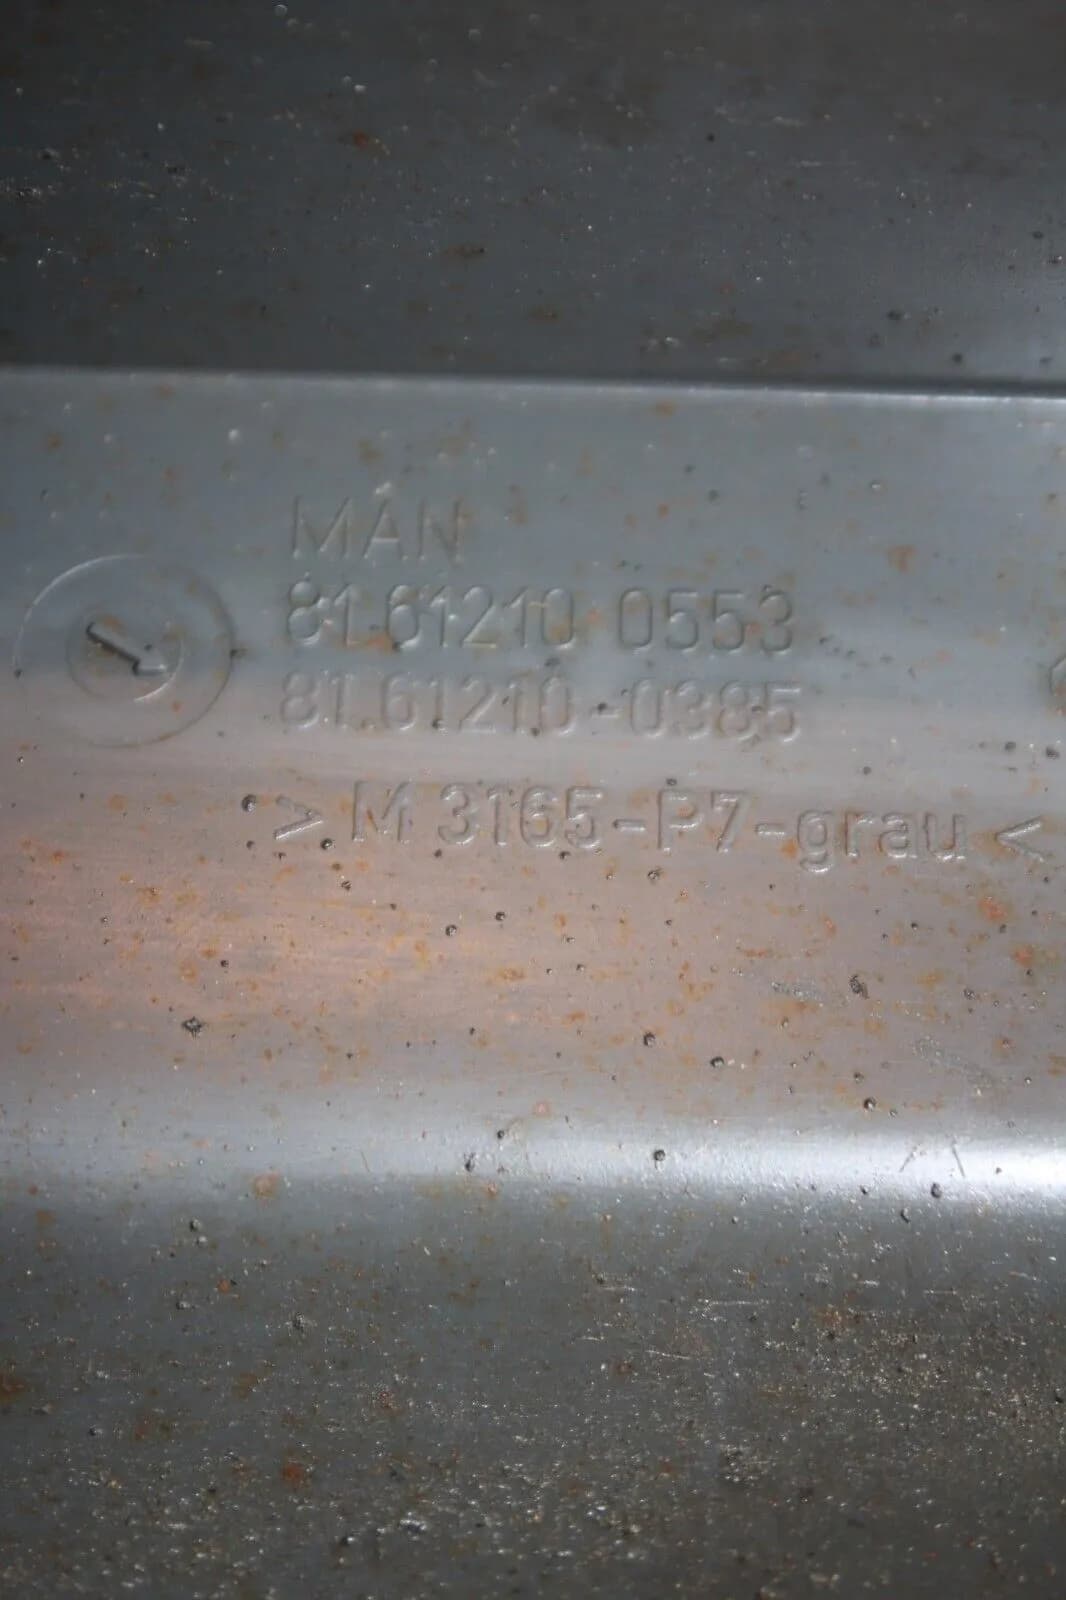 MAN
81.61210 0553
81.61210-0385
> M 3165-P7-grau <